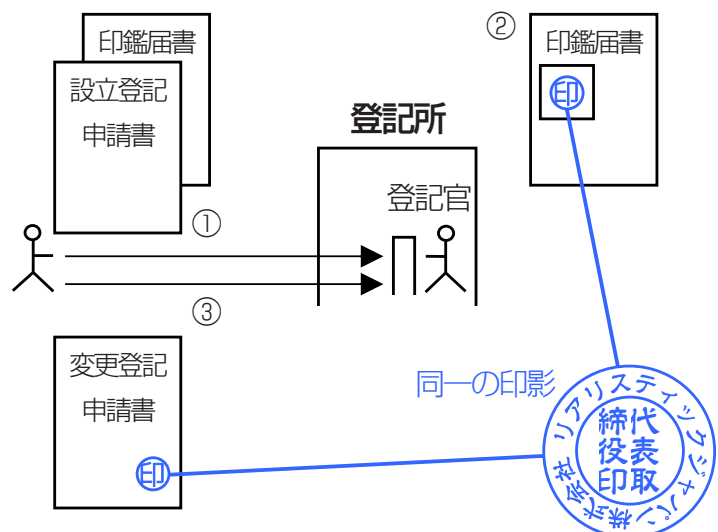 印鑑届書
設立登記
申請書
①
登記所
登記官
②
印鑑届書
印
③
変更登記
申請書
印
同一の印影
リアリスティックジャパン株式会社
代表取
締役印